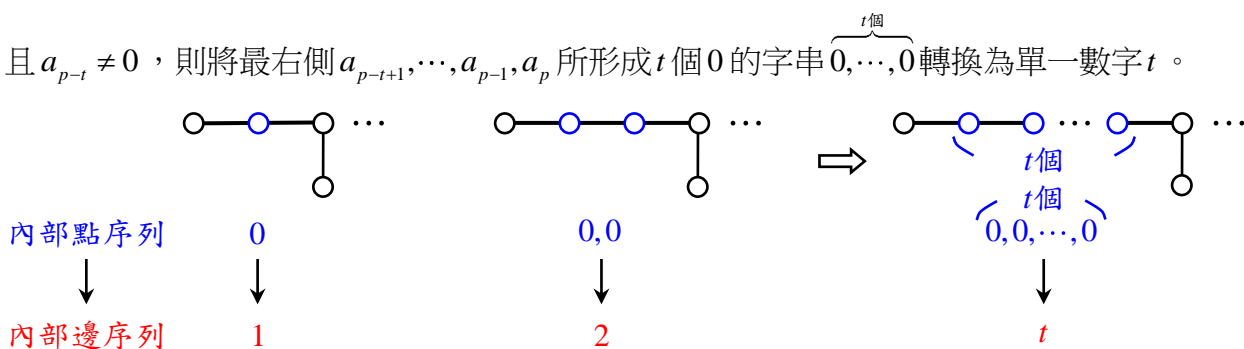 t個
且 a_{p-t} ≠ 0 ,則將最右側 a_{p-t+1},⋯,a_{p-1},a_p 所形成 t 個 0 的字串 0,⋯,0 轉換為單一數字 t 。
⋯ ⋯ ⇨ ⋯ ⋯
t個
t個
內部點序列 0 0,0 0,0,⋯,0
內部邊序列 1 2 t